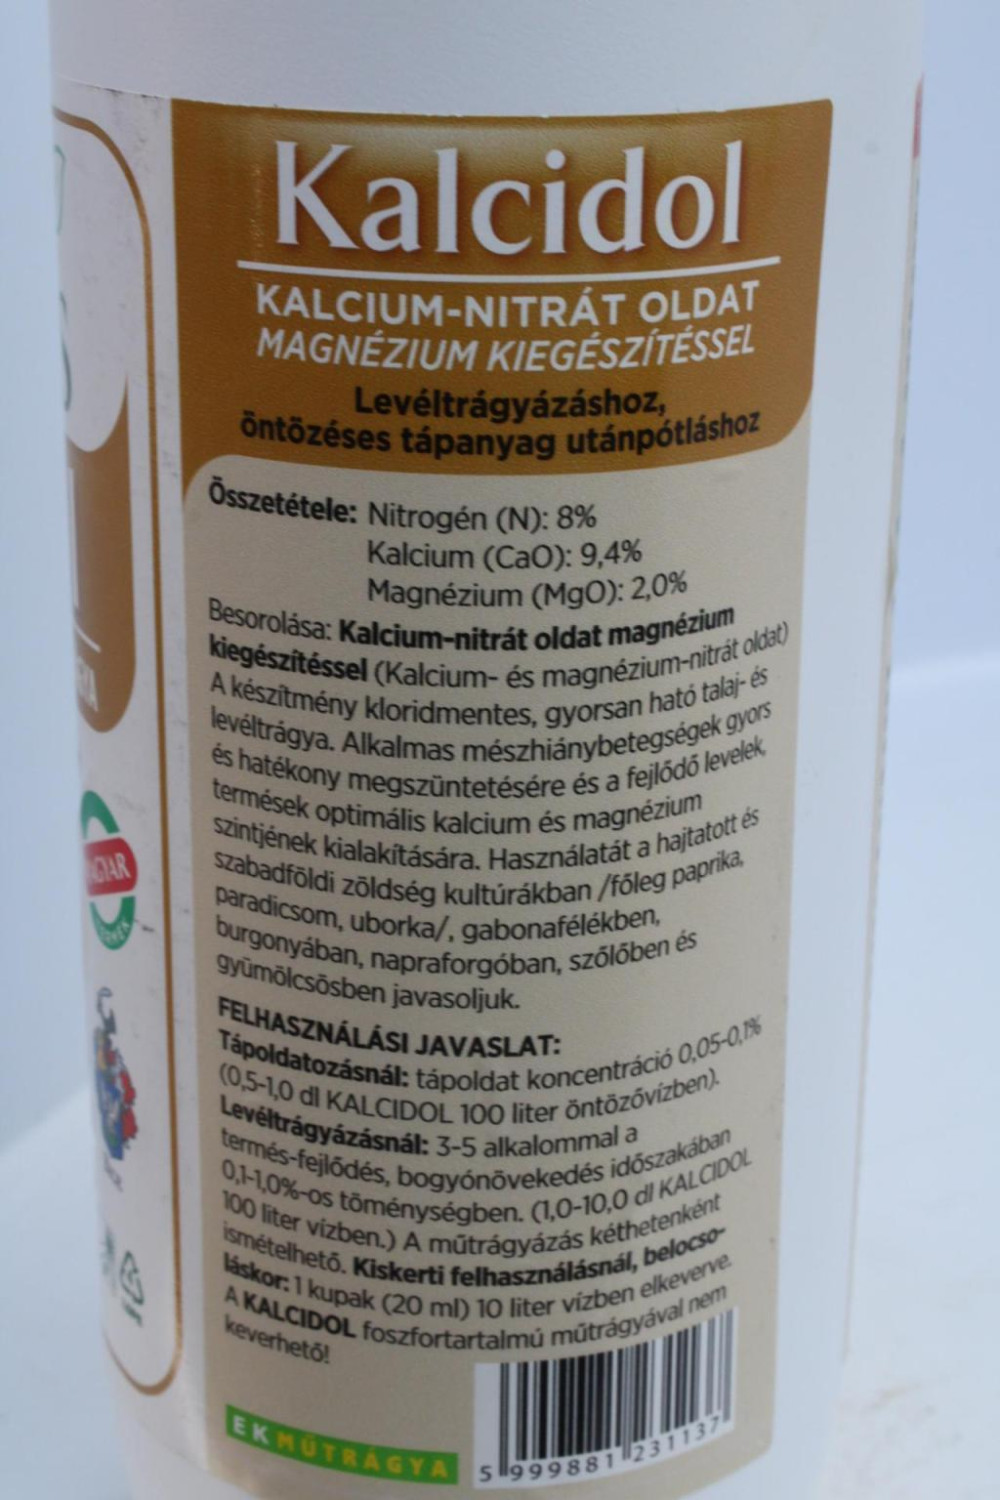 Kalcidol
KALCIUM-NITRÁT OLDAT
MAGNÉZIUM KIEGÉSZÍTÉSSEL
Levéltrágyázáshoz,
öntözéses tápanyag utánpótláshoz
Összetétele: Nitrogén (N): 8%
Kalcium (CaO): 9,4%
Magnézium (MgO): 2,0%
Besorolása: Kalcium-nitrát oldat magnézium
kiegészítéssel (Kalcium- és magnézium-nitrát oldat)
A készítmény kloridmentes, gyorsan ható talaj- és
levéltrágya. Alkalmas mészhiánybetegségek gyors
és hatékony megszüntetésére és a fejlődő levelek,
termések optimális kalcium és magnézium
szintjének kialakítására. Használatát a hajtatott és
szabadföldi zöldség kultúrákban /főleg paprika,
paradicsom, uborka/, gabonafélékben,
burgonyában, napraforgóban, szőlőben és
gyümölcsösben javasoljuk.
FELHASZNÁLÁSI JAVASLAT:
Tápoldatozásnál: tápoldat koncentráció 0,05-0,1%
(0,5-1,0 dl KALCIDOL 100 liter öntözővízben).
Levéltrágyázásnál: 3-5 alkalommal a
termés-fejlődés, bogyónövekedés időszakában
0,1-1,0%-os töménységben. (1,0-10,0 dl KALCIDOL
100 liter vízben.) A műtrágyázás kéthetenként
ismételhető. Kiskerti felhasználásnál, belocso-
láskor: 1 kupak (20 ml) 10 liter vízben elkeverve.
A KALCIDOL foszfortartalmú műtrágyával nem
keverhető!
EK MŰTRÁGYA
5 999881 231137